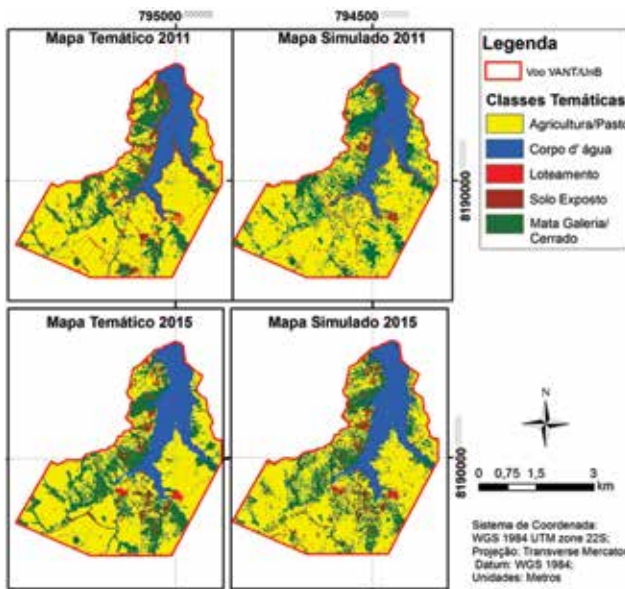 795000
794500
Mapa Temático 2011
Mapa Simulado 2011
8190000
Mapa Temático 2015
Mapa Simulado 2015
8190000
Legenda
Voo VANT/UnB
Classes Temáticas
Agricultura/Pasto
Corpo d' água
Loteamento
Solo Exposto
Mata Galeria/
Cerrado
N
0 0,75 1,5 3
km
Sistema de Coordenada:
WGS 1984 UTM zone 22S;
Projeção: Transverse Mercato
Datum: WGS 1984;
Unidades: Metros